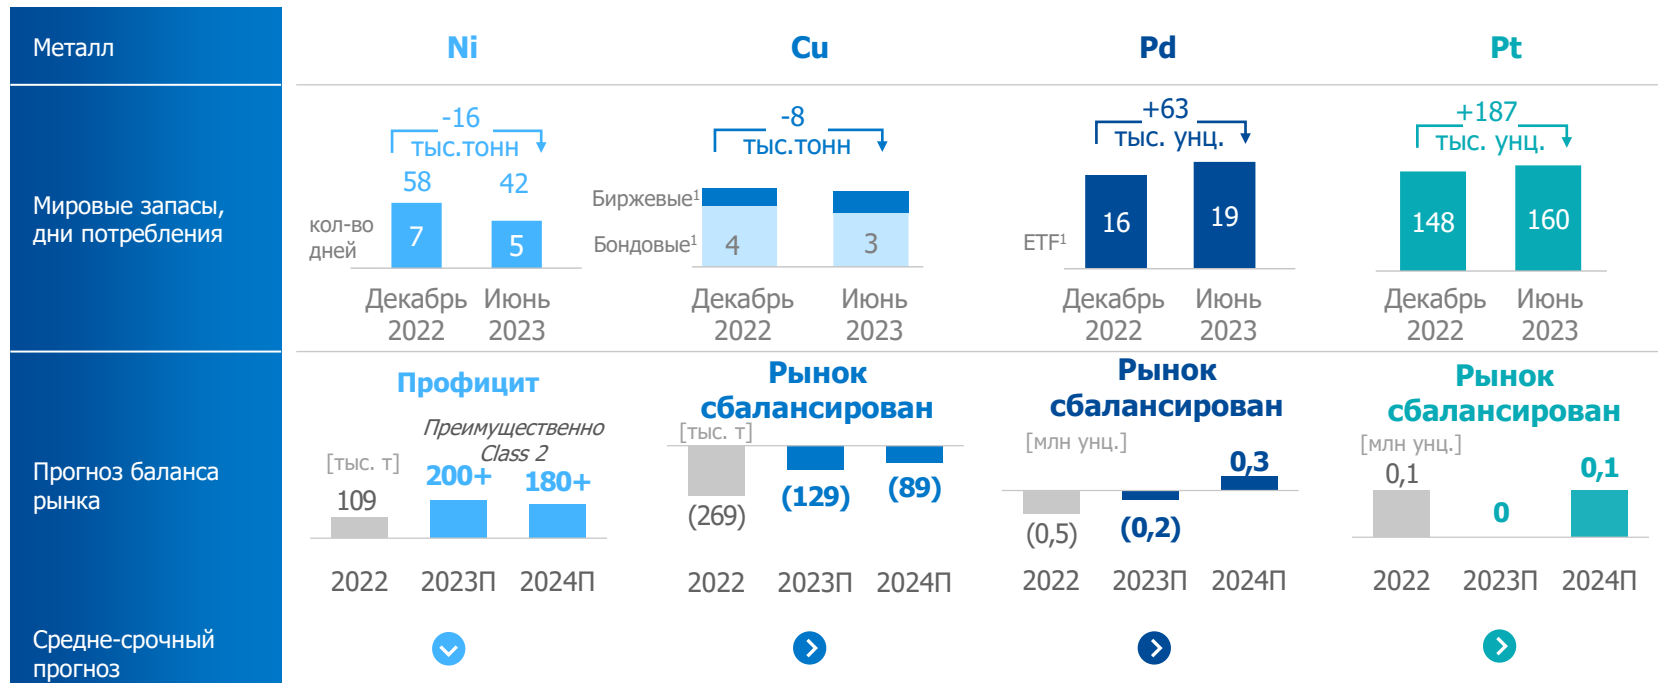 Металл
Ni
Cu
Pd
Pt
Мировые запасы,
дни потребления
-16
тыс.тонн
58
42
кол-во
дней
7
5
Декабрь
2022
Июнь
2023
-8
тыс.тонн
Биржевые¹
Бондовые¹
4
3
Декабрь
2022
Июнь
2023
+63
тыс. унц.
ETF¹
16
19
Декабрь
2022
Июнь
2023
+187
тыс. унц.
148
160
Декабрь
2022
Июнь
2023
Прогноз баланса
рынка
Профицит
Преимущественно
Class 2
[тыс. т]
109
200+
180+
2022
2023П
2024П
Рынок
сбалансирован
[тыс. т]
(269)
(129)
(89)
2022
2023П
2024П
Рынок
сбалансирован
[млн унц.]
(0,5)
(0,2)
0,3
2022
2023П
2024П
Рынок
сбалансирован
[млн унц.]
0,1
0
0,1
2022
2023П
2024П
Средне-срочный
прогноз